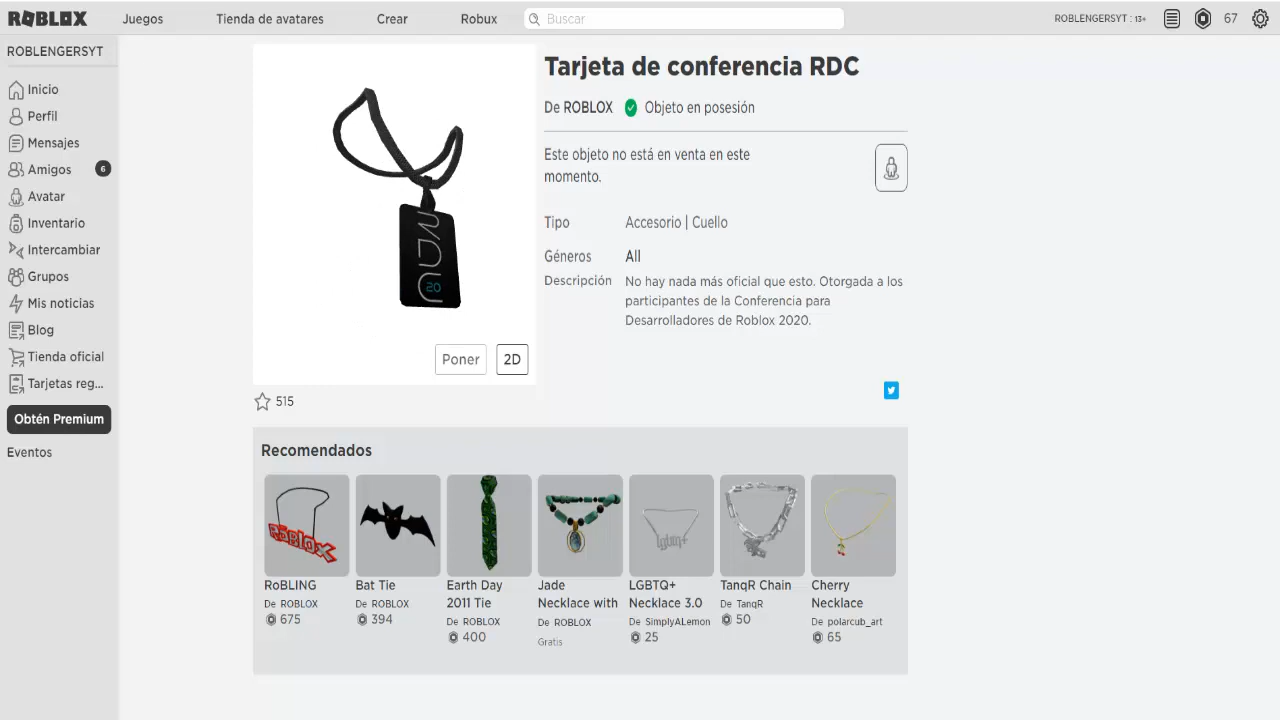 ROBLOX
Juegos
Tienda de avatares
Crear
Robux
Buscar
ROBLENGERSYT : 13+
67
ROBLENGERSYT
Inicio
Perfil
Mensajes
Amigos
6
Avatar
Inventario
Intercambiar
Grupos
Mis noticias
Blog
Tienda oficial
Tarjetas reg...
Obtén Premium
Eventos
RDC
20
Poner
2D
515
Tarjeta de conferencia RDC
De ROBLOX
Objeto en posesión
Este objeto no está en venta en este
momento.
Tipo
Accesorio | Cuello
Géneros
All
Descripción
No hay nada más oficial que esto. Otorgada a los
participantes de la Conferencia para
Desarrolladores de Roblox 2020.
Recomendados
ROBLOX
RoBLING
De ROBLOX
675
Bat Tie
De ROBLOX
394
Earth Day
2011 Tie
De ROBLOX
400
Jade
Necklace with
De ROBLOX
Gratis
lgbtq+
LGBTQ+
Necklace 3.0
De SimplyALemon
25
TanqR Chain
De TanqR
50
Cherry
Necklace
De polarcub_art
65